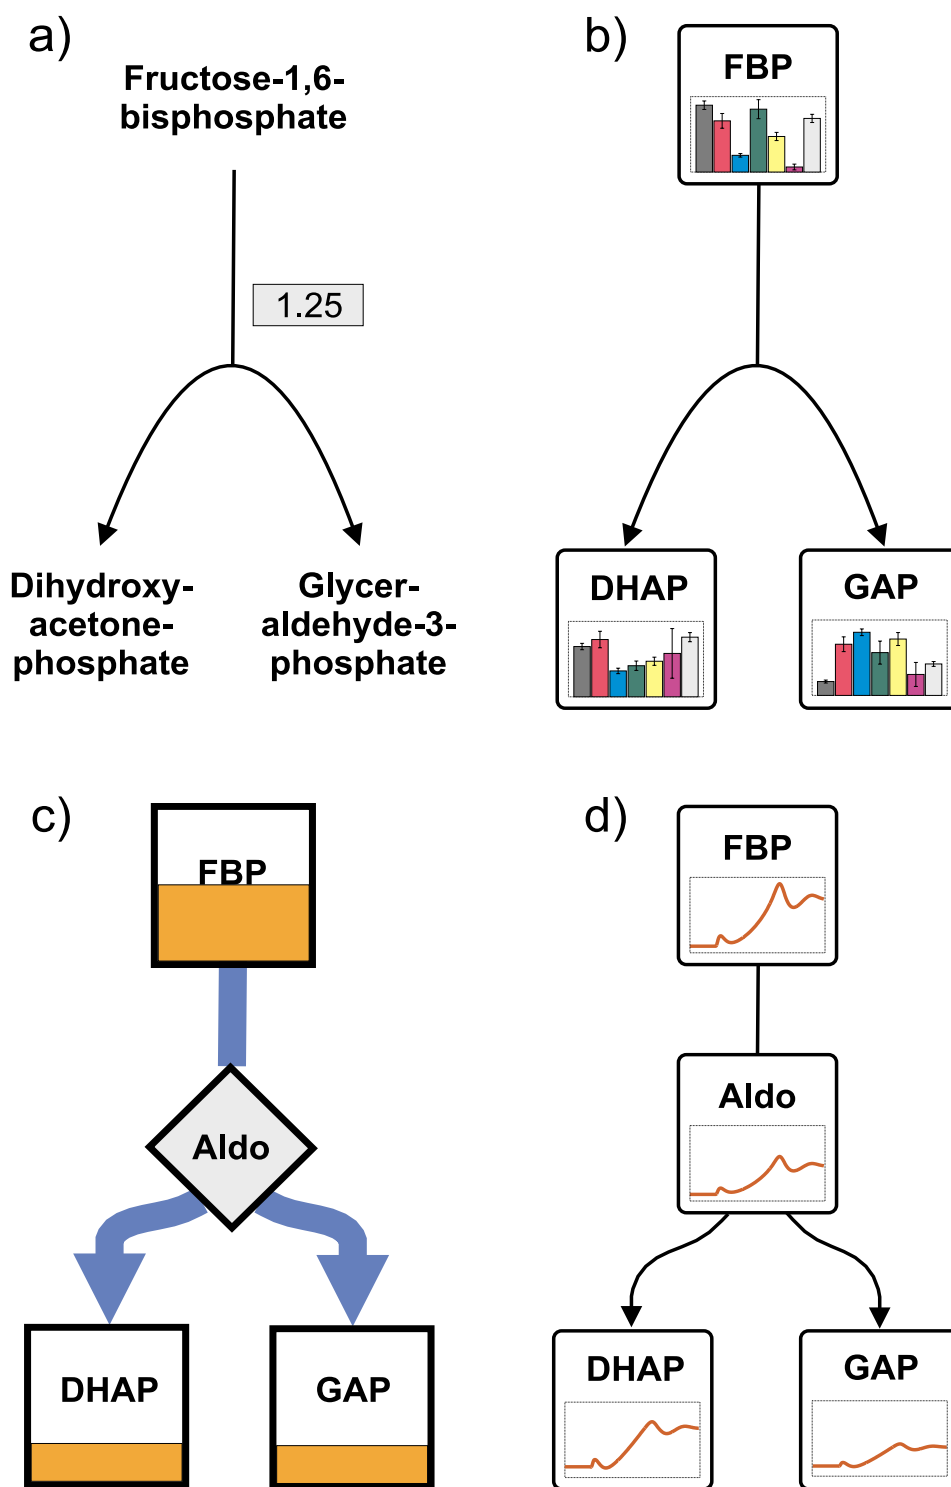 a)
Fructose-1,6-
bisphosphate
1.25
Dihydroxy-
acetone-
phosphate
Glycer-
aldehyde-3-
phosphate
b)
FBP
DHAP
GAP
c)
FBP
Aldo
DHAP
GAP
d)
FBP
Aldo
DHAP
GAP